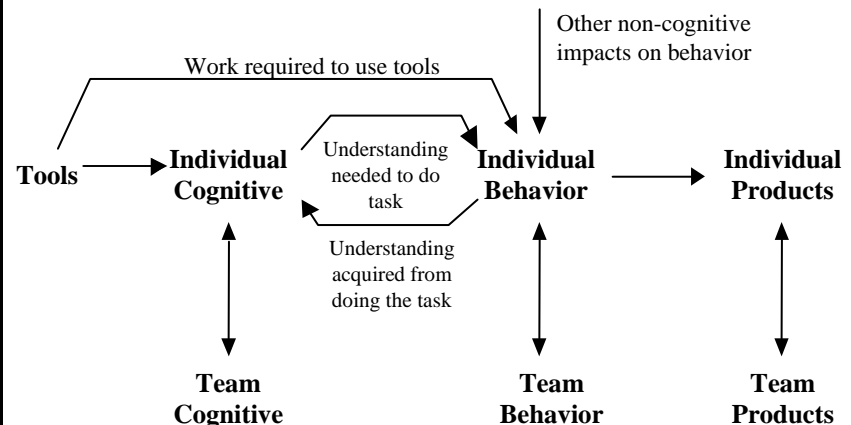 Other non-cognitive
impacts on behavior
Work required to use tools
Tools
Individual
Cognitive
Understanding
needed to do
task
Individual
Behavior
Individual
Products
Understanding
acquired from
doing the task
Team
Cognitive
Team
Behavior
Team
Products